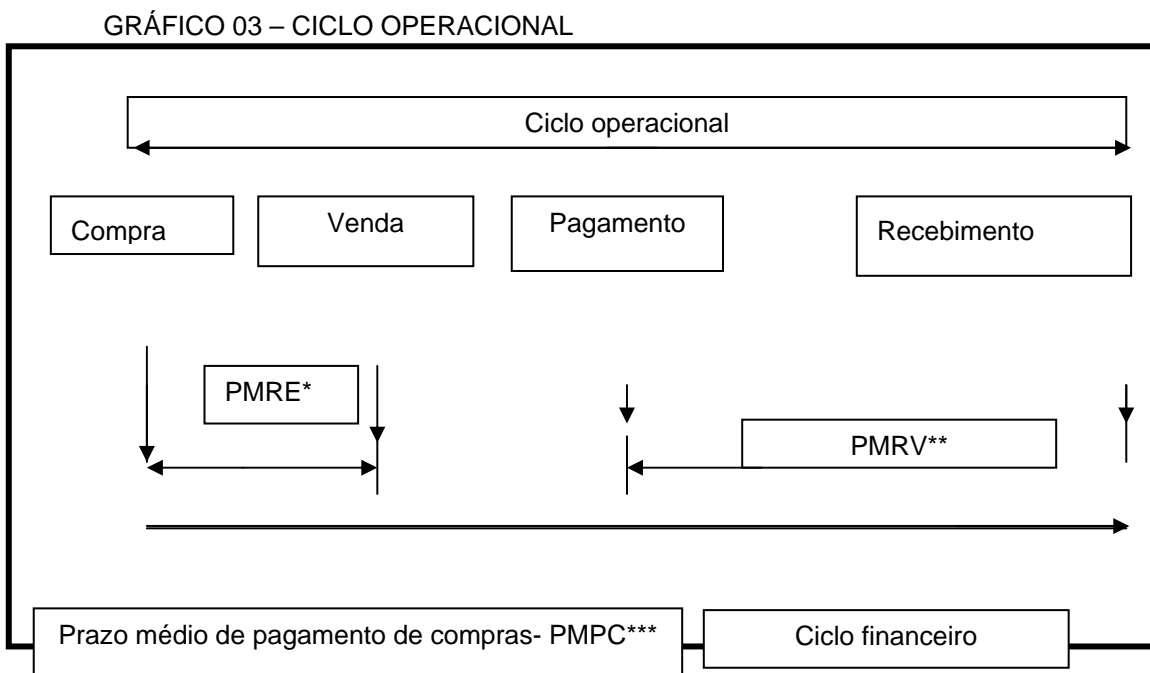 GRÁFICO 03 – CICLO OPERACIONAL
Ciclo operacional
Compra
Venda
Pagamento
Recebimento
PMRE*
PMRV**
Prazo médio de pagamento de compras- PMPC***
Ciclo financeiro